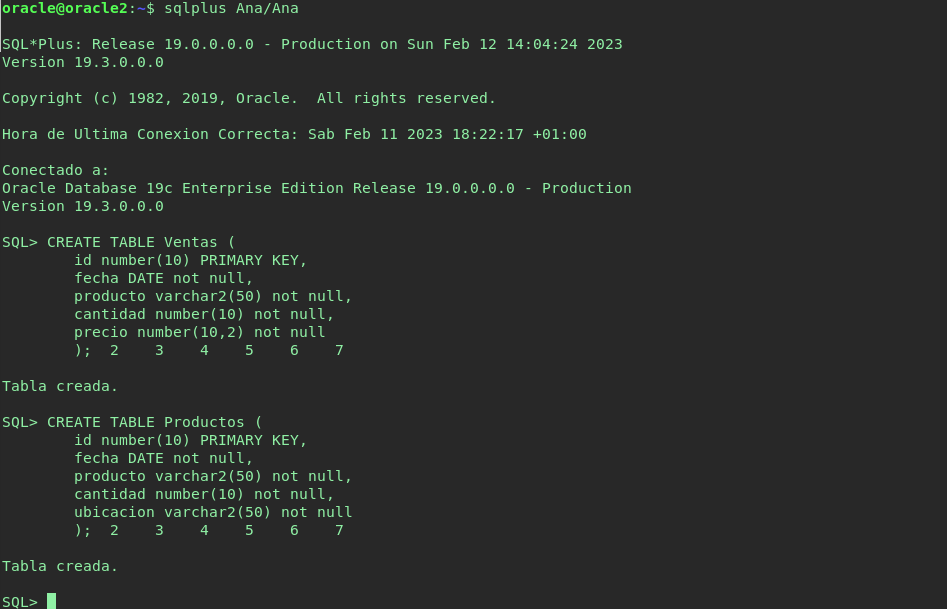 oracle@oracle2:~$ sqlplus Ana/Ana
SQL*Plus: Release 19.0.0.0.0 - Production on Sun Feb 12 14:04:24 2023
Version 19.3.0.0.0
Copyright (c) 1982, 2019, Oracle.  All rights reserved.
Hora de Ultima Conexion Correcta: Sab Feb 11 2023 18:22:17 +01:00
Conectado a:
Oracle Database 19c Enterprise Edition Release 19.0.0.0.0 - Production
Version 19.3.0.0.0
SQL> CREATE TABLE Ventas (
        id number(10) PRIMARY KEY,
        fecha DATE not null,
        producto varchar2(50) not null,
        cantidad number(10) not null,
        precio number(10,2) not null
        );  2    3    4    5    6    7
Tabla creada.
SQL> CREATE TABLE Productos (
        id number(10) PRIMARY KEY,
        fecha DATE not null,
        producto varchar2(50) not null,
        cantidad number(10) not null,
        ubicacion varchar2(50) not null
        );  2    3    4    5    6    7
Tabla creada.
SQL>